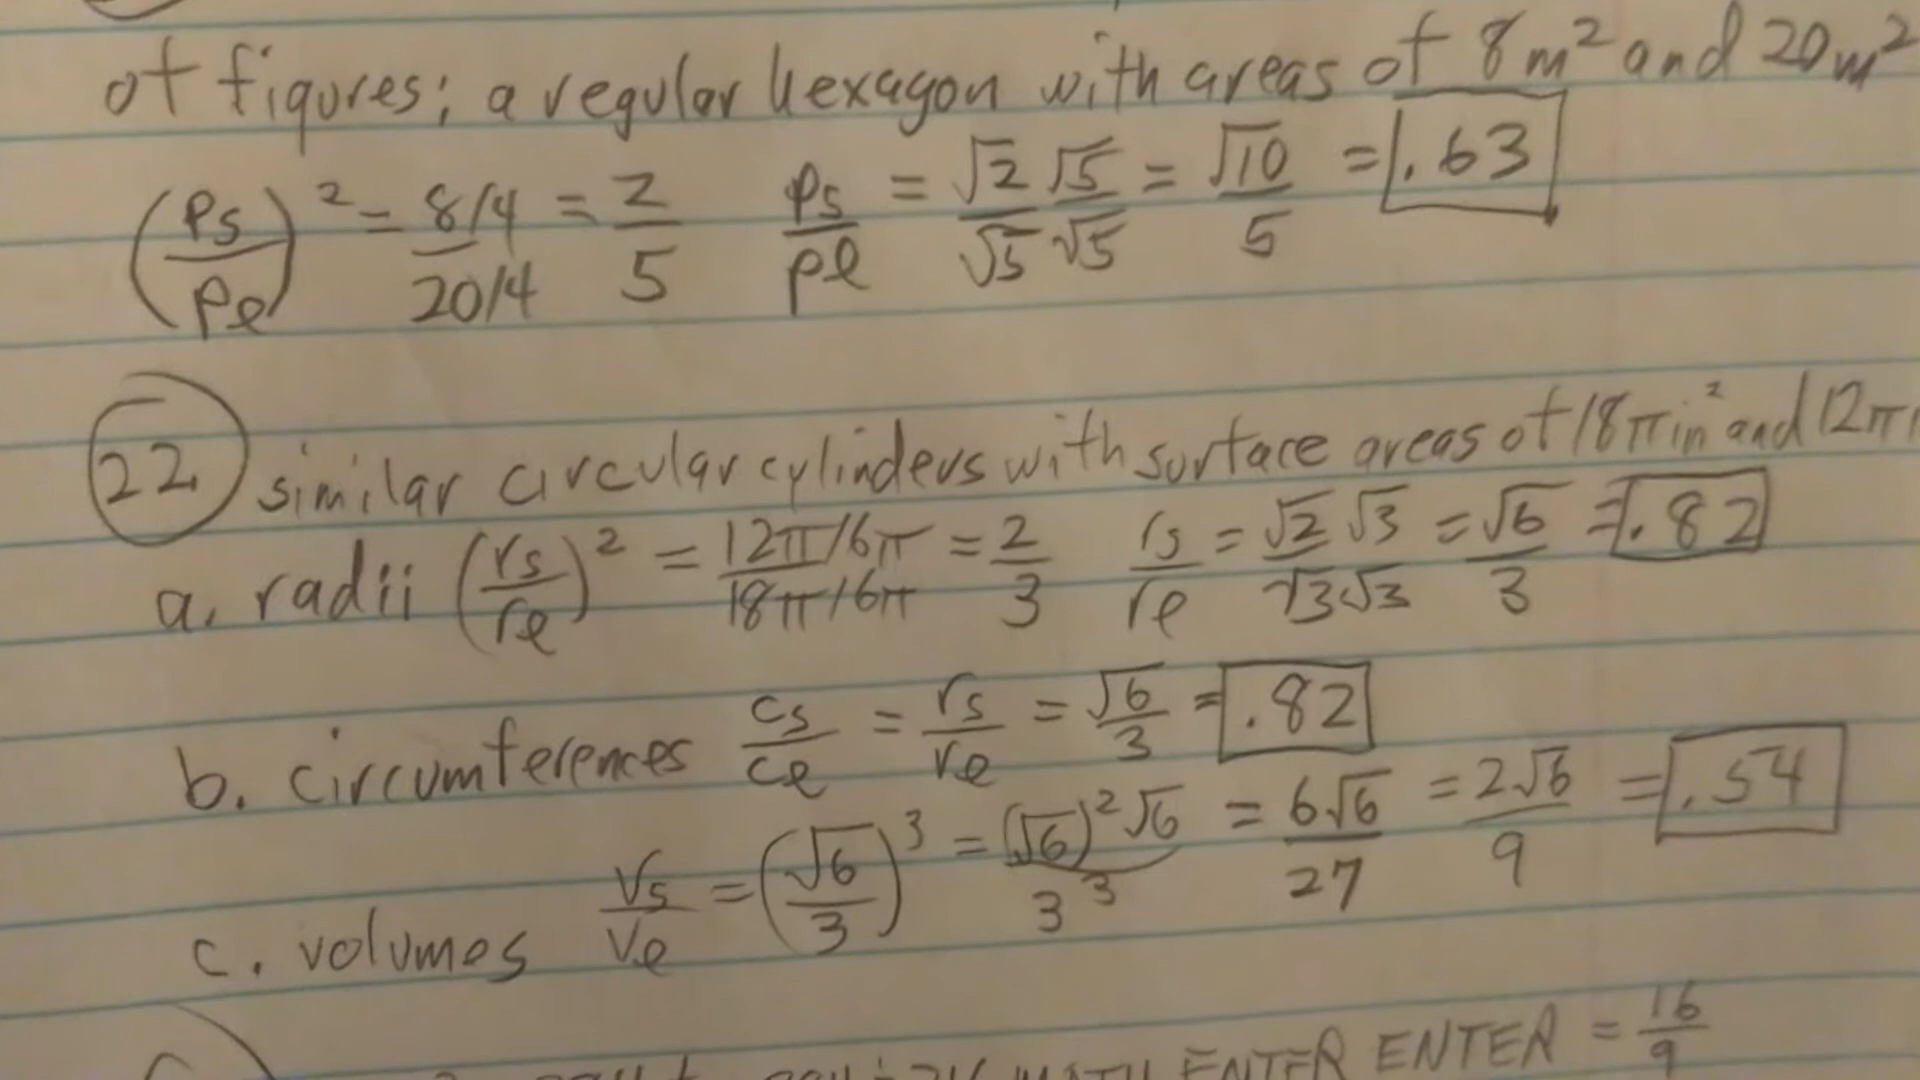 of figures; a regular hexagon with areas of 8m² and 20m²
(ps/pl)² = (8/4)/(20/4) = 2/5 ps/pl = √2√5/√5√5 = √10/5 = .63
22. similar circular cylinders with surface areas of 18π in² and 12π
a. radii (rs/rl)² = (12π/6π)/(18π/6π) = 2/3 rs/rl = √2√3/√3√3 = √6/3 = .82
b. circumferences cs/cl = rs/rl = √6/3 = .82
c. volumes Vs/Vl = (√6/3)³ = (√6)²√6/3³ = 6√6/27 = 2√6/9 = .54
MATH ENTER ENTER = 16/9